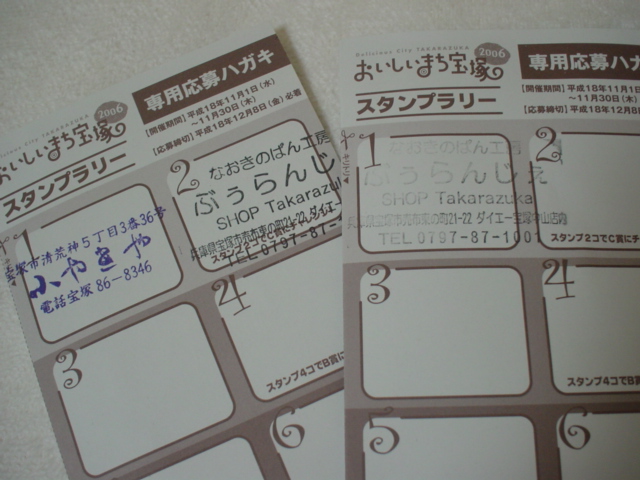 Delicious City TAKARAZUKA
おいしいまち宝塚
2006
スタンプラリー
専用応募ハガキ
【開催期間】平成18年11月1日(水)
～11月30日(木)
【応募締切】平成18年12月8日(金)必着
1
宝塚市清荒神5丁目3番36号
電話宝塚 86-8346
2
なおきのぱん工房
ぶぅらんじ
SHOP Takarazuk
TEL 0797-8
3
4
スタンプ4コでB賞に
6
Delicious City TAKARAZUKA
おいしいまち宝塚
2006
スタンプラリー
専用応募ハガキ
【開催期間】平成18年11月1日
～11月30日(木)
【応募締切】平成18年12月8
キリトリ
1
なおきのぱん工房
ぶぅらんじぇ
SHOP Takarazuka
TEL 0797-87-1001
2
スタンプ2コでC賞にチ
3
4
スタンプ4コでB賞に
5
6